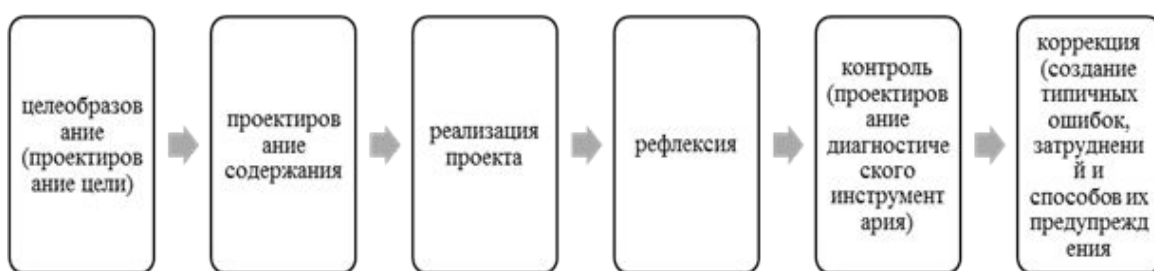 целеобразов
ание
(проектиров
ание цели)
проектиров
ание
содержания
реализация
проекта
рефлексия
контроль
(проектиров
ание
диагностиче
ского
инструмент
ария)
коррекция
(создание
типичных
ошибок,
затруднени
й и
способов их
предупрежд
ения